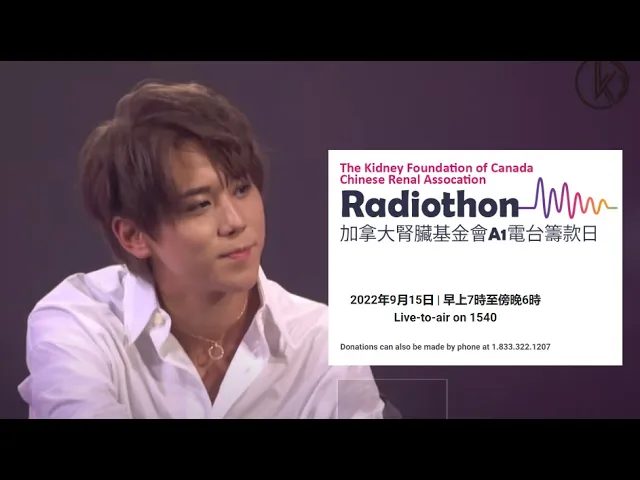 The Kidney Foundation of Canada
Chinese Renal Assocation
Radiothon
加拿大腎臟基金會A1電台籌款日
2022年9月15日 | 早上7時至傍晚6時
Live-to-air on 1540
Donations can also be made by phone at 1.833.322.1207